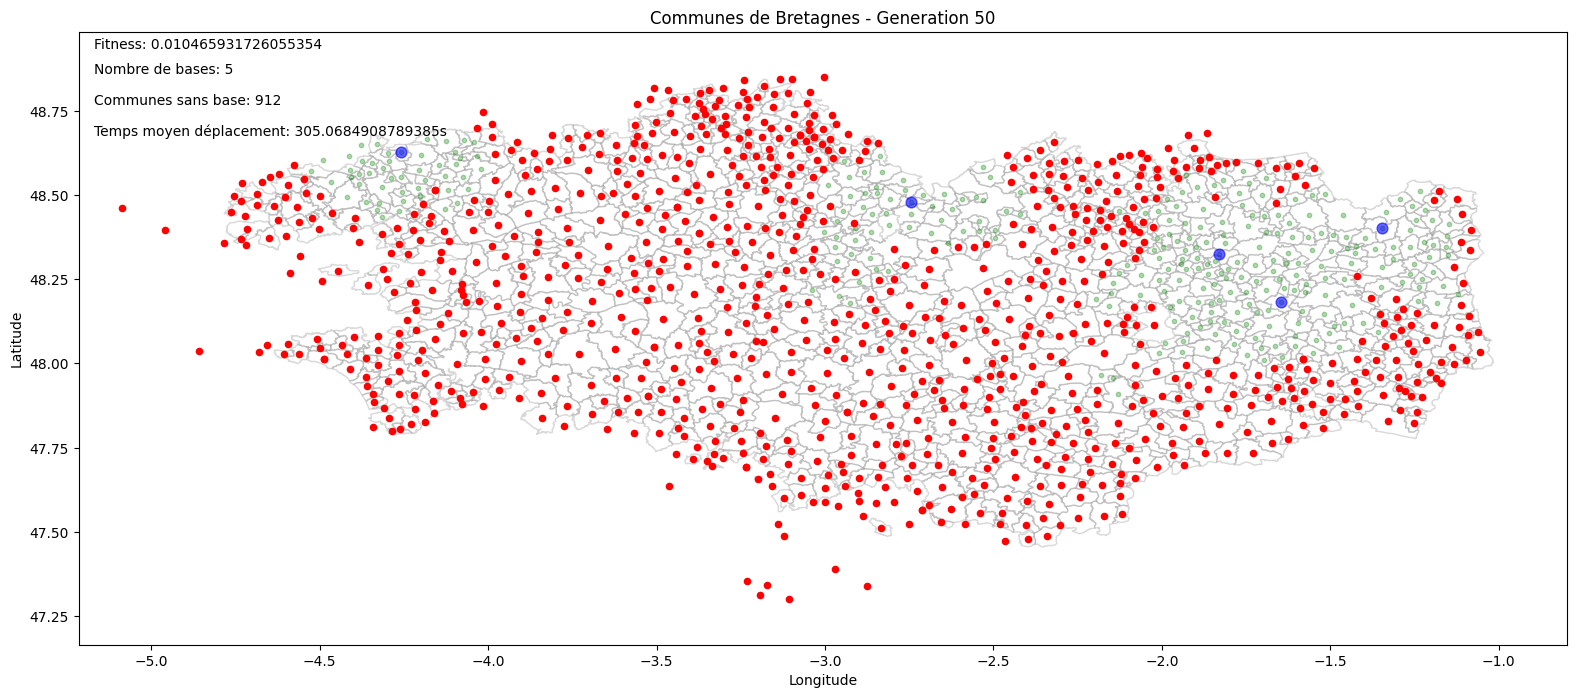 Communes de Bretagnes - Generation 50
Fitness: 0.010465931726055354
Nombre de bases: 5
Communes sans base: 912
Temps moyen déplacement: 305.0684908789385s
48.75
48.50
48.25
48.00
47.75
47.50
47.25
Latitude
−5.0
−4.5
−4.0
−3.5
−3.0
−2.5
−2.0
−1.5
−1.0
Longitude